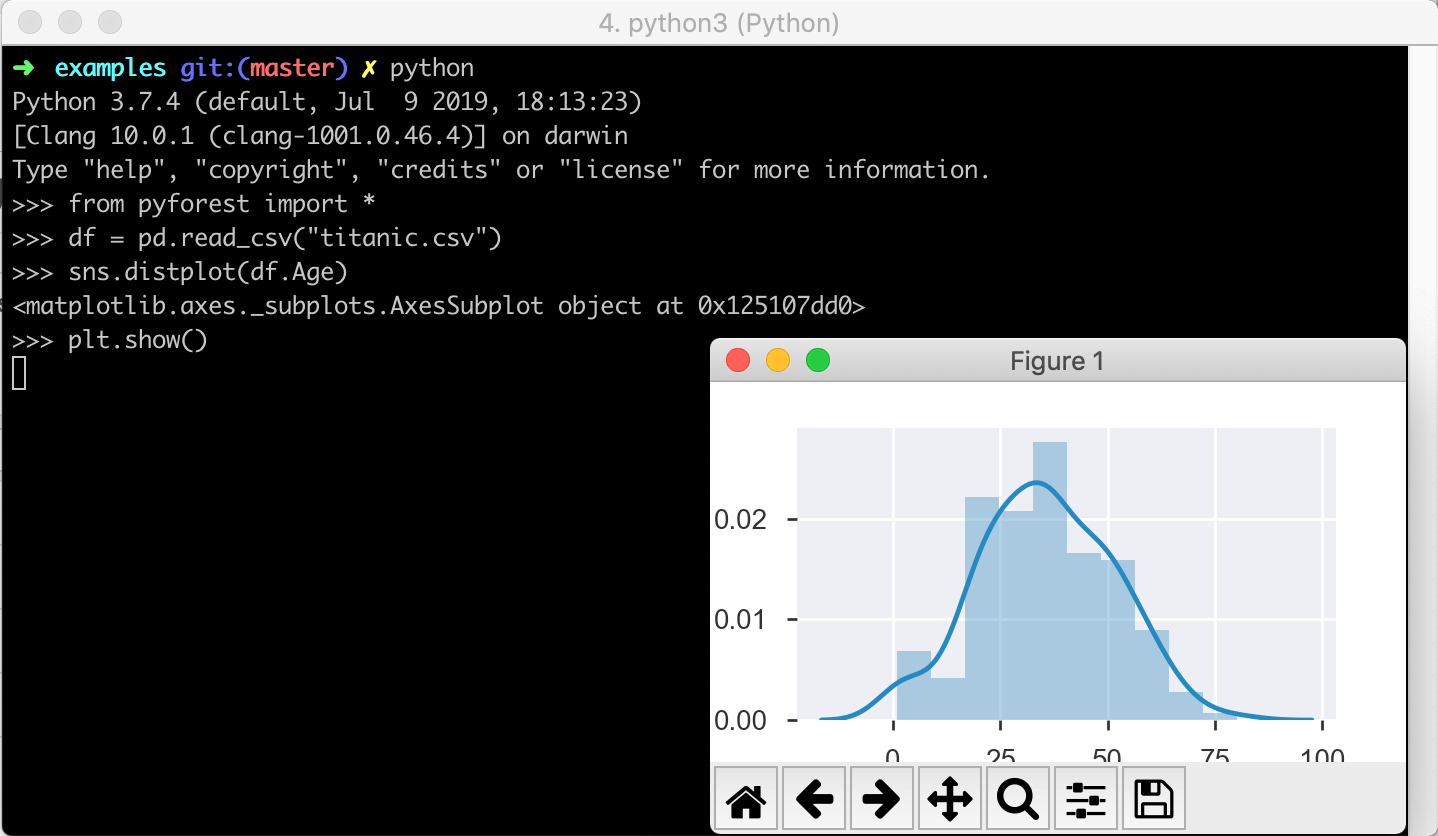 4. python3 (Python)
➜ examples git:(master) ✗ python
Python 3.7.4 (default, Jul  9 2019, 18:13:23)
[Clang 10.0.1 (clang-1001.0.46.4)] on darwin
Type "help", "copyright", "credits" or "license" for more information.
>>> from pyforest import *
>>> df = pd.read_csv("titanic.csv")
>>> sns.distplot(df.Age)
<matplotlib.axes._subplots.AxesSubplot object at 0x125107dd0>
>>> plt.show()
Figure 1
0.02
0.01
0.00
0 25 50 75 100